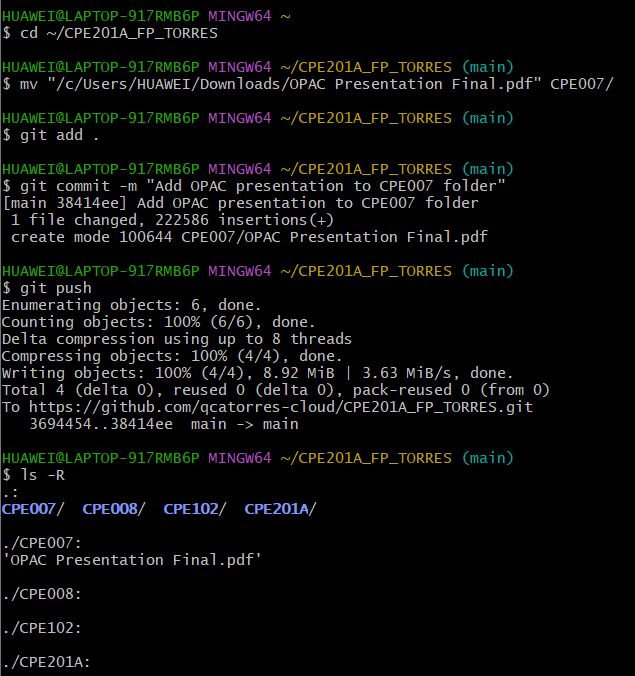 HUAWEI@LAPTOP-917RMB6P MINGW64 ~
$ cd ~/CPE201A_FP_TORRES
HUAWEI@LAPTOP-917RMB6P MINGW64 ~/CPE201A_FP_TORRES (main)
$ mv "/c/Users/HUAWEI/Downloads/OPAC Presentation Final.pdf" CPE007/
HUAWEI@LAPTOP-917RMB6P MINGW64 ~/CPE201A_FP_TORRES (main)
$ git add .
HUAWEI@LAPTOP-917RMB6P MINGW64 ~/CPE201A_FP_TORRES (main)
$ git commit -m "Add OPAC presentation to CPE007 folder"
[main 38414ee] Add OPAC presentation to CPE007 folder
 1 file changed, 222586 insertions(+)
 create mode 100644 CPE007/OPAC Presentation Final.pdf
HUAWEI@LAPTOP-917RMB6P MINGW64 ~/CPE201A_FP_TORRES (main)
$ git push
Enumerating objects: 6, done.
Counting objects: 100% (6/6), done.
Delta compression using up to 8 threads
Compressing objects: 100% (4/4), done.
Writing objects: 100% (4/4), 8.92 MiB | 3.63 MiB/s, done.
Total 4 (delta 0), reused 0 (delta 0), pack-reused 0 (from 0)
To https://github.com/qcatorres-cloud/CPE201A_FP_TORRES.git
   3694454..38414ee  main -> main
HUAWEI@LAPTOP-917RMB6P MINGW64 ~/CPE201A_FP_TORRES (main)
$ ls -R
.:
CPE007/  CPE008/  CPE102/  CPE201A/
./CPE007:
'OPAC Presentation Final.pdf'
./CPE008:
./CPE102:
./CPE201A: